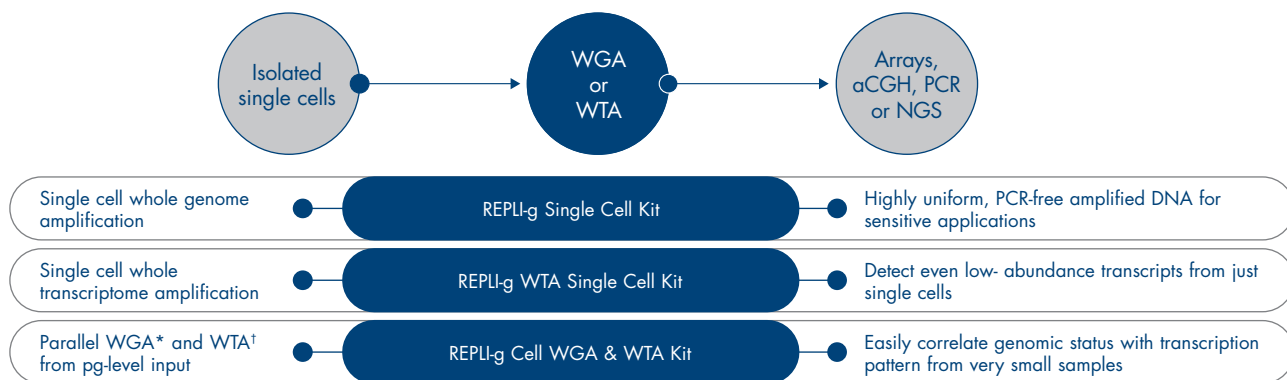 Isolated
single cells
WGA
or
WTA
Arrays,
aCGH, PCR
or NGS
Single cell whole genome
amplification
REPLI-g Single Cell Kit
Highly uniform, PCR-free amplified DNA for
sensitive applications
Single cell whole
transcriptome amplification
REPLI-g WTA Single Cell Kit
Detect even low- abundance transcripts from just
single cells
Parallel WGA* and WTA†
from pg-level input
REPLI-g Cell WGA & WTA Kit
Easily correlate genomic status with transcription
pattern from very small samples